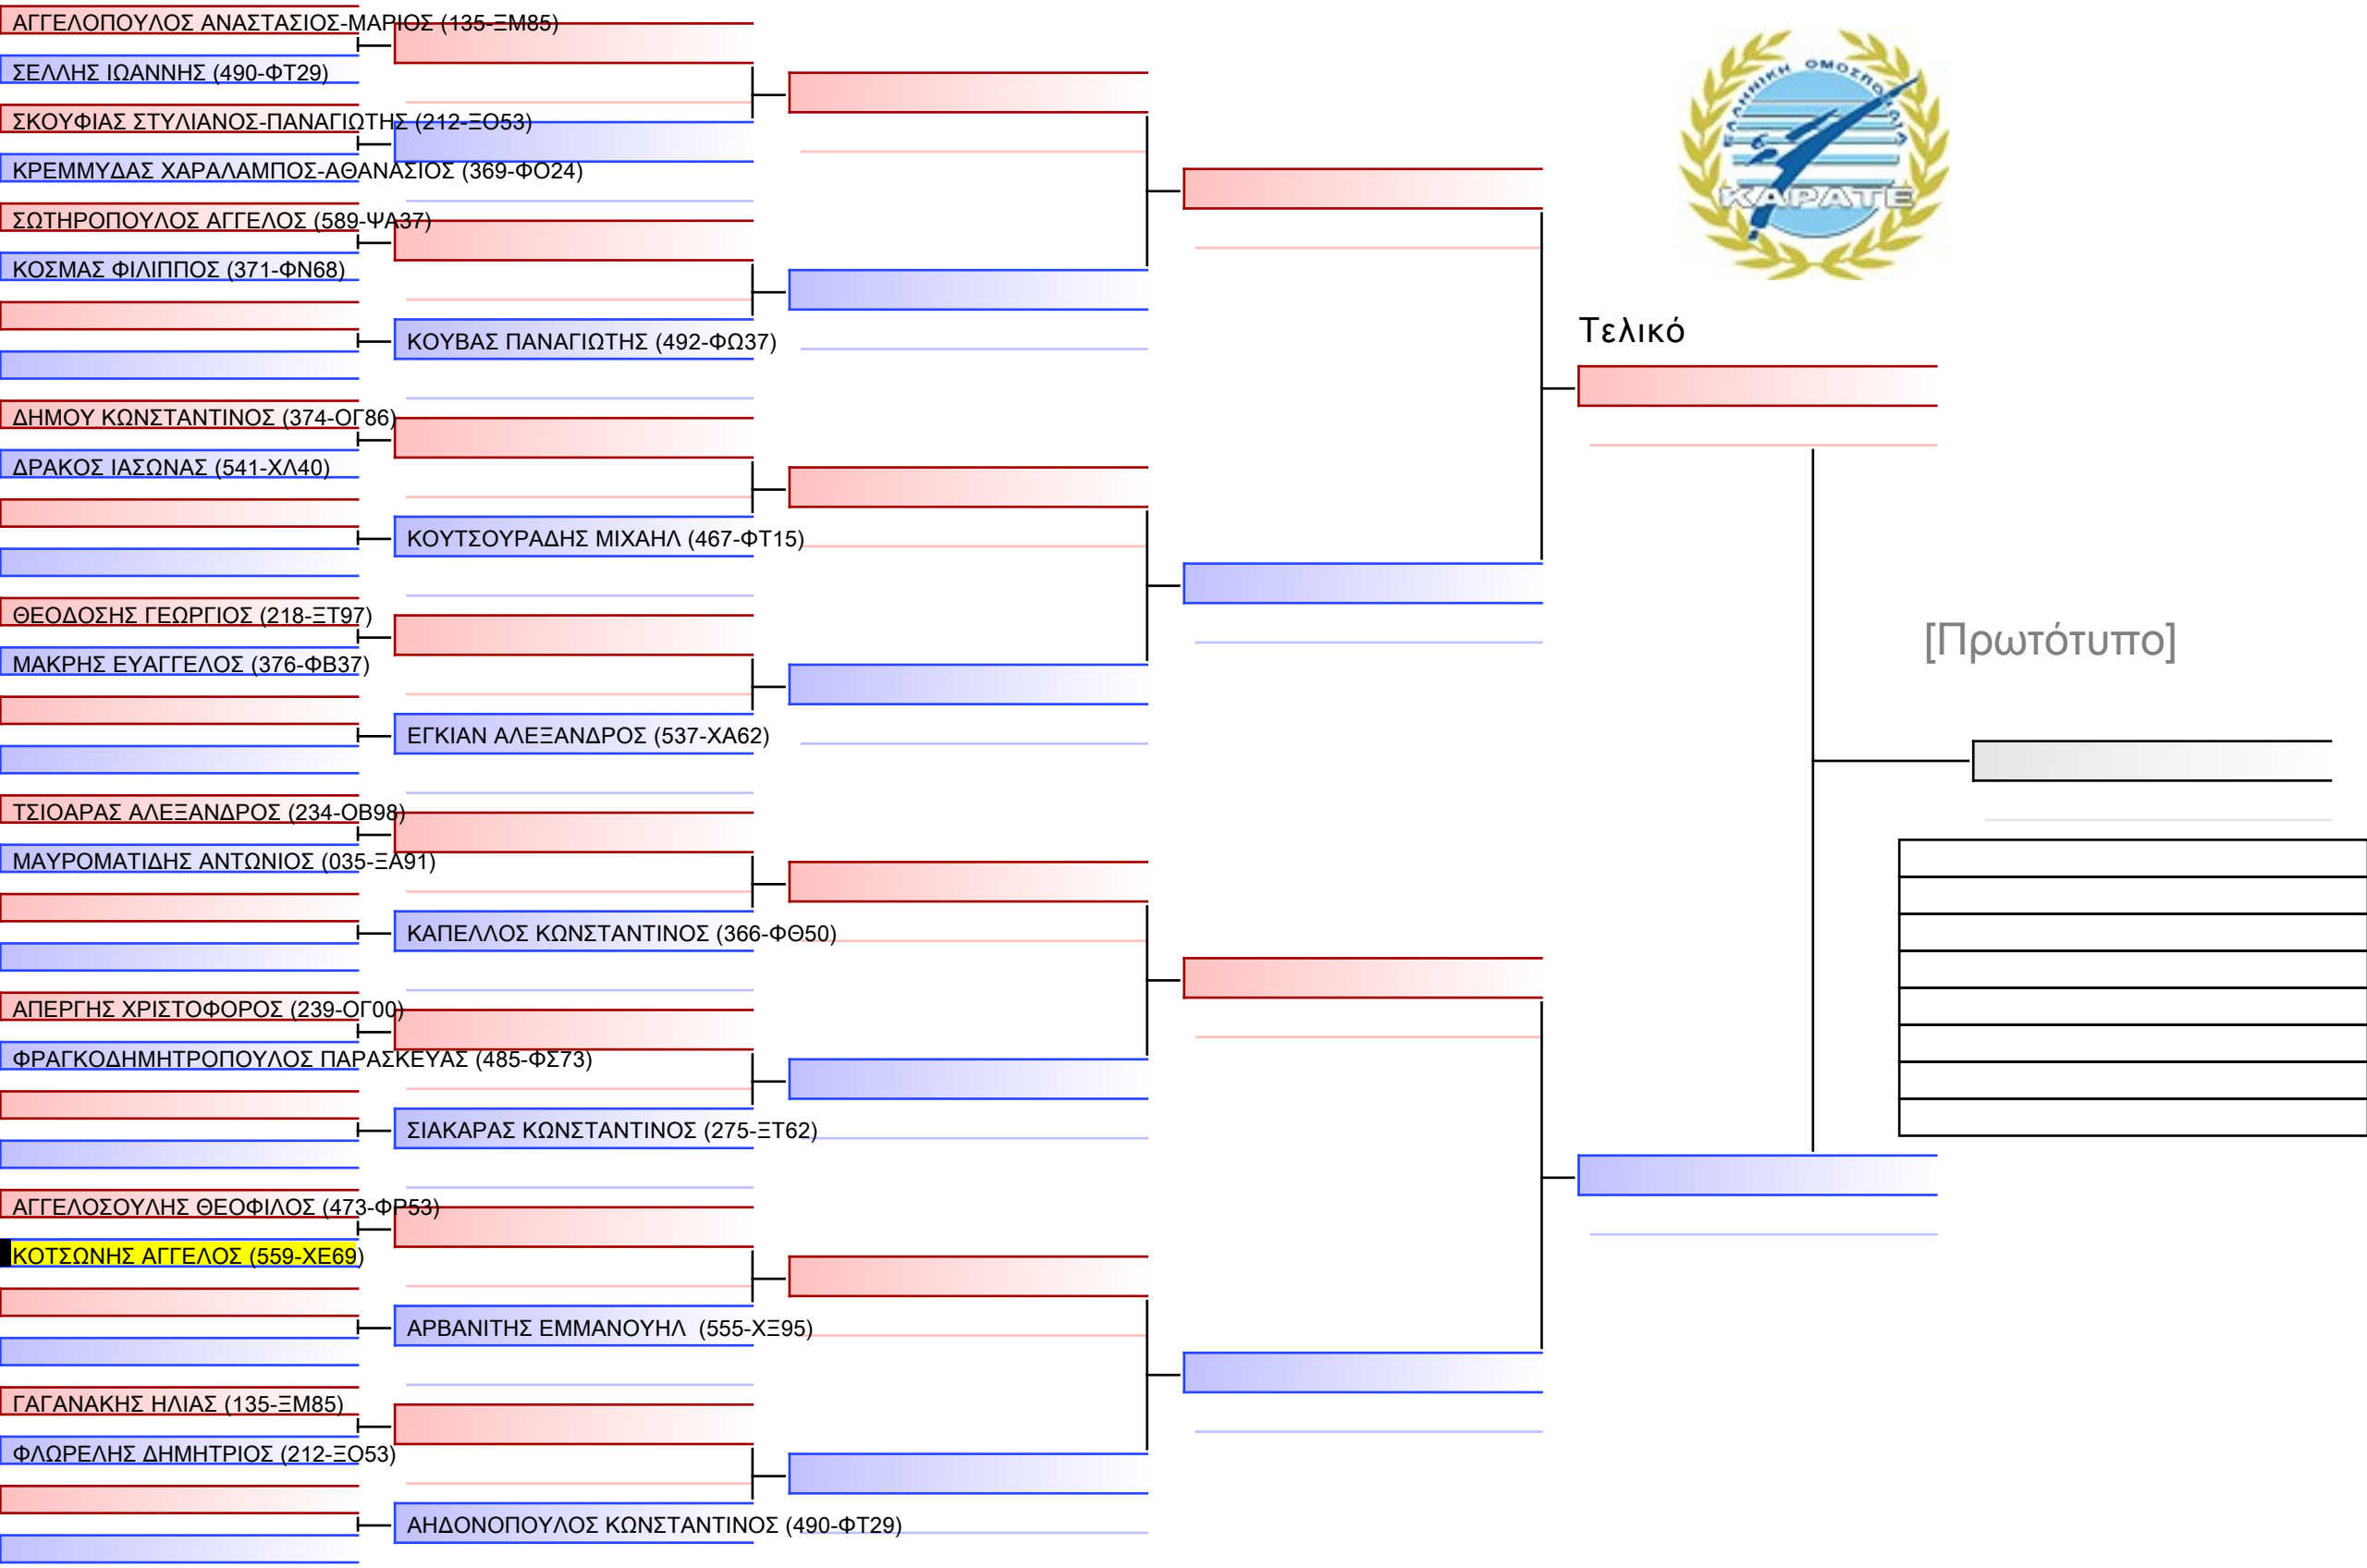 ΑΓΓΕΛΟΠΟΥΛΟΣ ΑΝΑΣΤΑΣΙΟΣ-ΜΑΡΙΟΣ (135-ΞΜ85)
ΣΕΛΛΗΣ ΙΩΑΝΝΗΣ (490-ΦΤ29)
ΣΚΟΥΦΙΑΣ ΣΤΥΛΙΑΝΟΣ-ΠΑΝΑΓΙΩΤΗΣ (212-ΞΟ53)
ΚΡΕΜΜΥΔΑΣ ΧΑΡΑΛΑΜΠΟΣ-ΑΘΑΝΑΣΙΟΣ (369-ΦΟ24)
ΣΩΤΗΡΟΠΟΥΛΟΣ ΑΓΓΕΛΟΣ (589-ΨΑ37)
ΚΟΣΜΑΣ ΦΙΛΙΠΠΟΣ (371-ΦΝ68)
ΚΟΥΒΑΣ ΠΑΝΑΓΙΩΤΗΣ (492-ΦΩ37)
ΔΗΜΟΥ ΚΩΝΣΤΑΝΤΙΝΟΣ (374-ΟΓ86)
ΔΡΑΚΟΣ ΙΑΣΩΝΑΣ (541-ΧΛ40)
ΚΟΥΤΣΟΥΡΑΔΗΣ ΜΙΧΑΗΛ (467-ΦΤ15)
ΘΕΟΔΟΣΗΣ ΓΕΩΡΓΙΟΣ (218-ΞΤ97)
ΜΑΚΡΗΣ ΕΥΑΓΓΕΛΟΣ (376-ΦΒ37)
ΕΓΚΙΑΝ ΑΛΕΞΑΝΔΡΟΣ (537-ΧΑ62)
ΤΣΙΟΑΡΑΣ ΑΛΕΞΑΝΔΡΟΣ (234-ΟΒ98)
ΜΑΥΡΟΜΑΤΙΔΗΣ ΑΝΤΩΝΙΟΣ (035-ΞΑ91)
ΚΑΠΕΛΛΟΣ ΚΩΝΣΤΑΝΤΙΝΟΣ (366-ΦΘ50)
ΑΠΕΡΓΗΣ ΧΡΙΣΤΟΦΟΡΟΣ (239-ΟΓ00)
ΦΡΑΓΚΟΔΗΜΗΤΡΟΠΟΥΛΟΣ ΠΑΡΑΣΚΕΥΑΣ (485-ΦΣ73)
ΣΙΑΚΑΡΑΣ ΚΩΝΣΤΑΝΤΙΝΟΣ (275-ΞΤ62)
ΑΓΓΕΛΟΣΟΥΛΗΣ ΘΕΟΦΙΛΟΣ (473-ΦΡ53)
ΚΟΤΣΩΝΗΣ ΑΓΓΕΛΟΣ (559-ΧΕ69)
ΑΡΒΑΝΙΤΗΣ ΕΜΜΑΝΟΥΗΛ (555-ΧΞ95)
ΓΑΓΑΝΑΚΗΣ ΗΛΙΑΣ (135-ΞΜ85)
ΦΛΩΡΕΛΗΣ ΔΗΜΗΤΡΙΟΣ (212-ΞΟ53)
ΑΗΔΟΝΟΠΟΥΛΟΣ ΚΩΝΣΤΑΝΤΙΝΟΣ (490-ΦΤ29)
ΕΛΛΗΝΙΚΗ ΟΜΟΣΠΟΝΔΙΑ
ΚΑΡΑΤΕ
Τελικό
[Πρωτότυπο]